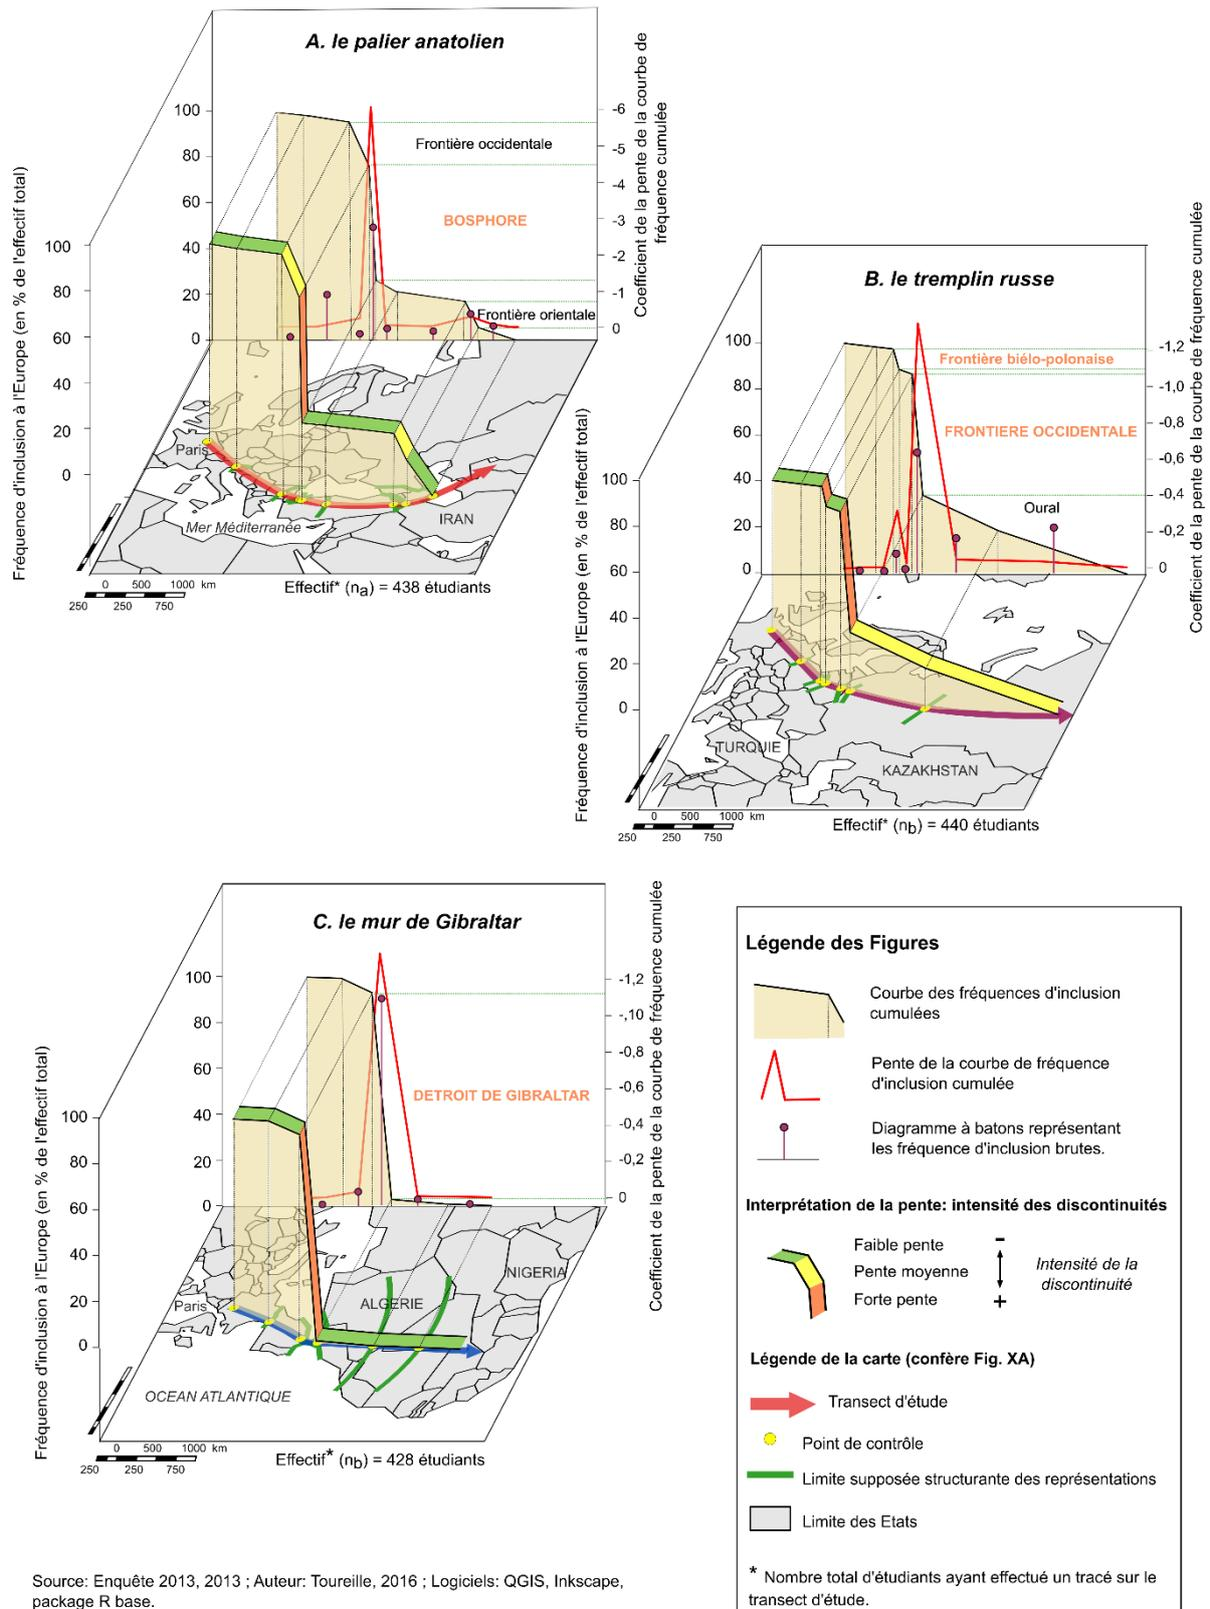 A. le palier anatolien
Fréquence d'inclusion à l'Europe (en % de l'effectif total)
100
80
60
40
20
0
100
80
60
40
20
0
Frontière occidentale
BOSPHORE
Frontière orientale
-6
-5
-4
-3
-2
-1
0
Coefficient de la pente de la courbe de
fréquence cumulée
Paris
Mer Méditerranée
IRAN
0 500 1000 km
250 250 750
Effectif* (na) = 438 étudiants
B. le tremplin russe
Fréquence d'inclusion à l'Europe (en % de l'effectif total)
100
80
60
40
20
0
100
80
60
40
20
0
Frontière biélo-polonaise
FRONTIERE OCCIDENTALE
Oural
-1,2
-1,0
-0,8
-0,6
-0,4
-0,2
0
Coefficient de la pente de la courbe de fréquence cumulée
TURQUIE
KAZAKHSTAN
0 500 1000 km
250 250 750
Effectif* (nb) = 440 étudiants
C. le mur de Gibraltar
Fréquence d'inclusion à l'Europe (en % de l'effectif total)
100
80
60
40
20
0
100
80
60
40
20
0
DETROIT DE GIBRALTAR
-1,2
-,10
-0,8
-0,6
-0,4
-0,2
0
Coefficient de la pente de la courbe de fréquence cumulée
Paris
ALGERIE
NIGERIA
OCEAN ATLANTIQUE
0 500 1000 km
250 250 750
Effectif* (nb) = 428 étudiants
Légende des Figures
Courbe des fréquences d'inclusion
cumulées
Pente de la courbe de fréquence
d'inclusion cumulée
Diagramme à batons représentant
les fréquence d'inclusion brutes.
Interprétation de la pente: intensité des discontinuités
Faible pente
Pente moyenne
Forte pente
-
+
Intensité de la
discontinuité
Légende de la carte (confère Fig. XA)
Transect d'étude
Point de contrôle
Limite supposée structurante des représentations
Limite des Etats
* Nombre total d'étudiants ayant effectué un tracé sur le
transect d'étude.
Source: Enquête 2013, 2013 ; Auteur: Toureille, 2016 ; Logiciels: QGIS, Inkscape,
package R base.